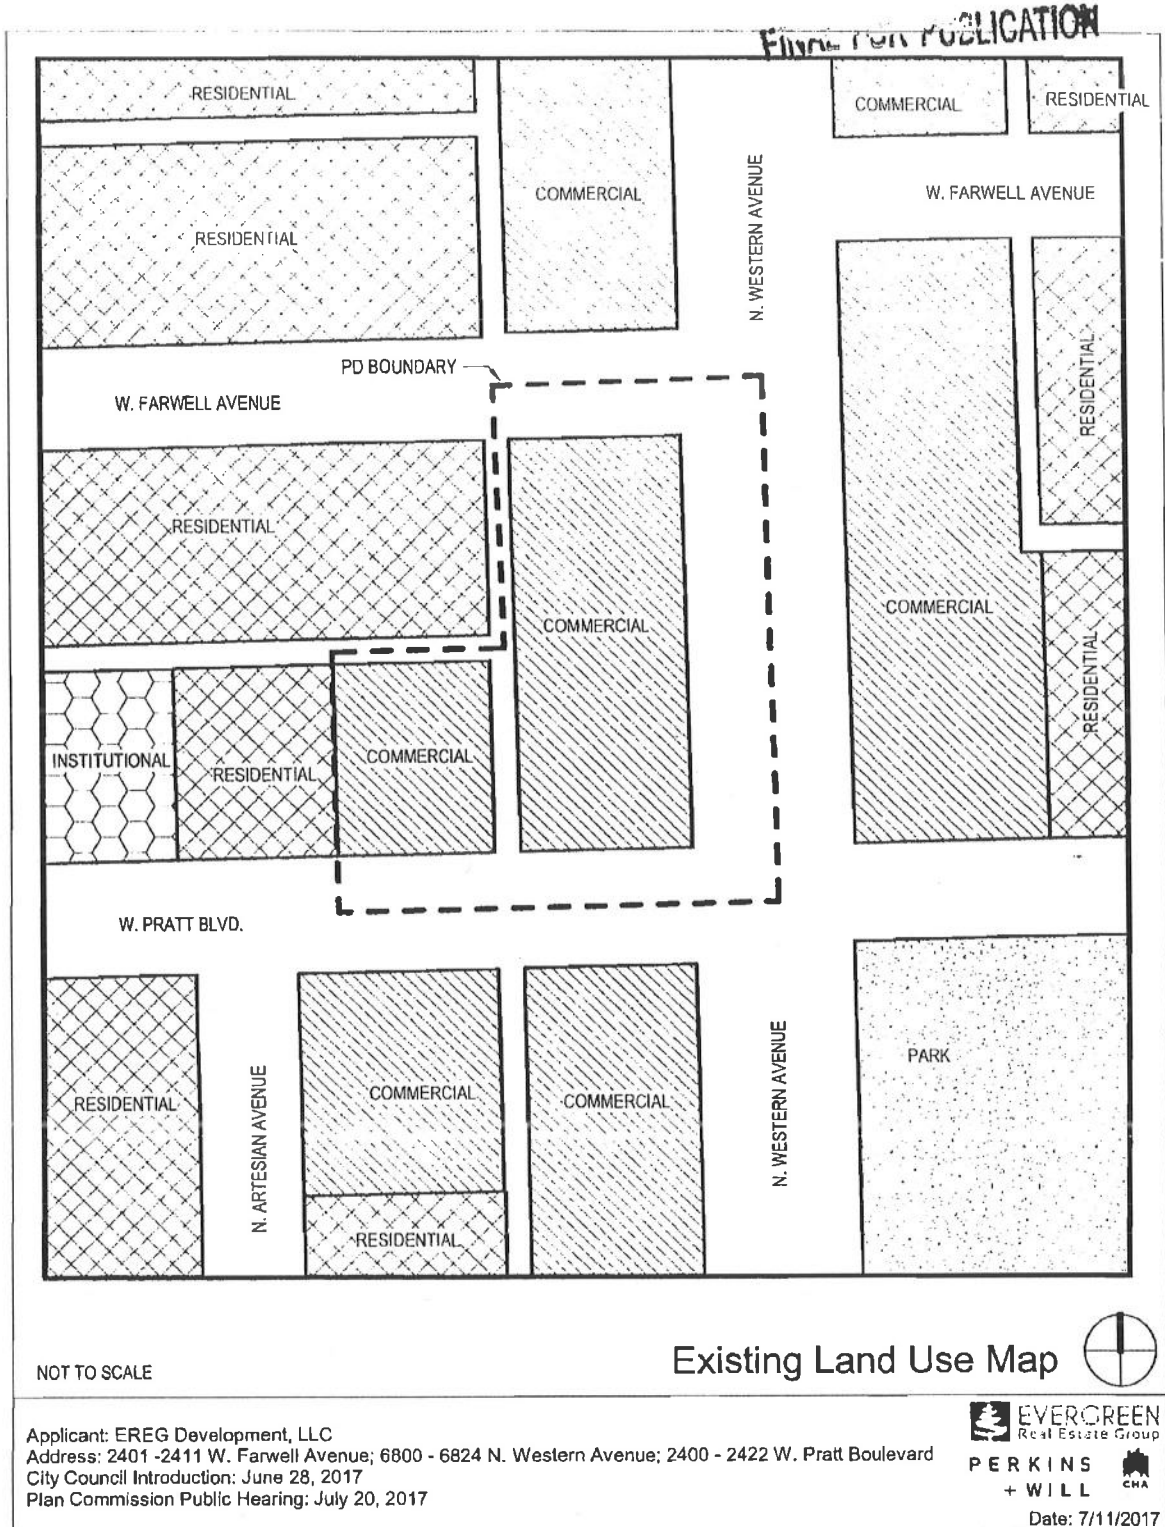 FINAL FOR PUBLICATION
RESIDENTIAL
COMMERCIAL
RESIDENTIAL
COMMERCIAL
N. WESTERN AVENUE
W. FARWELL AVENUE
RESIDENTIAL
PD BOUNDARY
W. FARWELL AVENUE
RESIDENTIAL
RESIDENTIAL
COMMERCIAL
COMMERCIAL
RESIDENTIAL
INSTITUTIONAL
RESIDENTIAL
COMMERCIAL
W. PRATT BLVD.
RESIDENTIAL
N. ARTESIAN AVENUE
COMMERCIAL
COMMERCIAL
N. WESTERN AVENUE
PARK
RESIDENTIAL
NOT TO SCALE
Existing Land Use Map
Applicant: EREG Development, LLC
Address: 2401 -2411 W. Farwell Avenue; 6800 - 6824 N. Western Avenue; 2400 - 2422 W. Pratt Boulevard
City Council Introduction: June 28, 2017
Plan Commission Public Hearing: July 20, 2017
EVERGREEN
Real Estate Group
PERKINS
+ WILL
CHA
Date: 7/11/2017